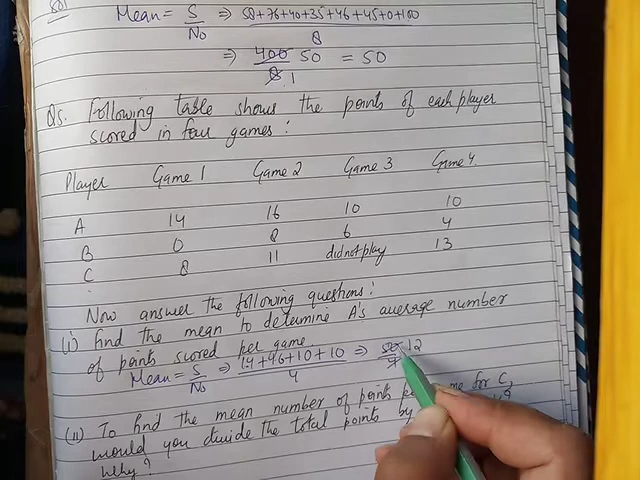 Sol
Mean = S/No ⇒ 58+76+40+35+46+45+0+100/8
⇒ 400/8 50/1 = 50
Q5. Following table shows the points of each player
scored in four games:
Player Game 1 Game 2 Game 3 Game 4
A 14 16 10 10
B 0 8 6 4
C 8 11 did not play 13
Now answer the following questions:
(i) find the mean to determine A's average number
of points scored per game.
Mean = S/No ⇒ 14+16+10+10/4 ⇒ 12
(ii) To find the mean number of points for C,
would you divide the total points by
Why?